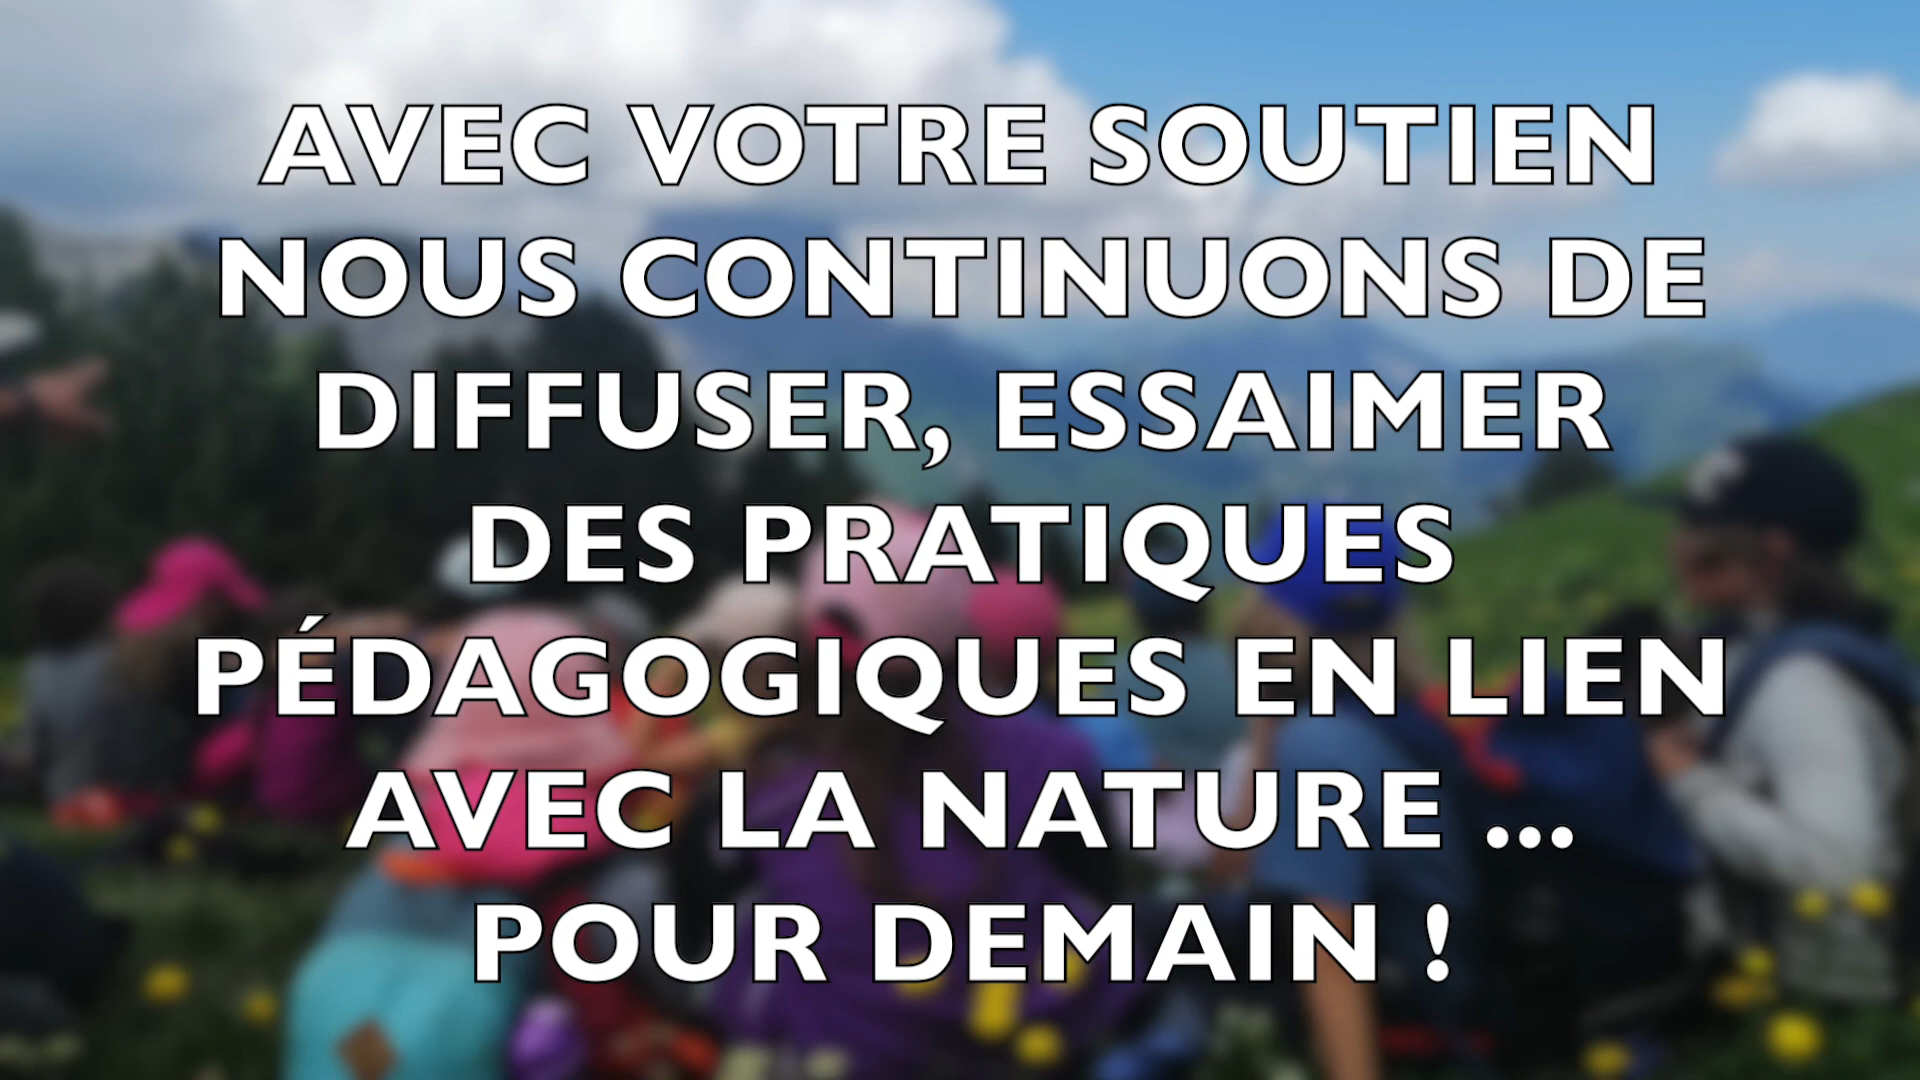 AVEC VOTRE SOUTIEN
NOUS CONTINUONS DE
DIFFUSER, ESSAIMER
DES PRATIQUES
PÉDAGOGIQUES EN LIEN
AVEC LA NATURE ...
POUR DEMAIN !